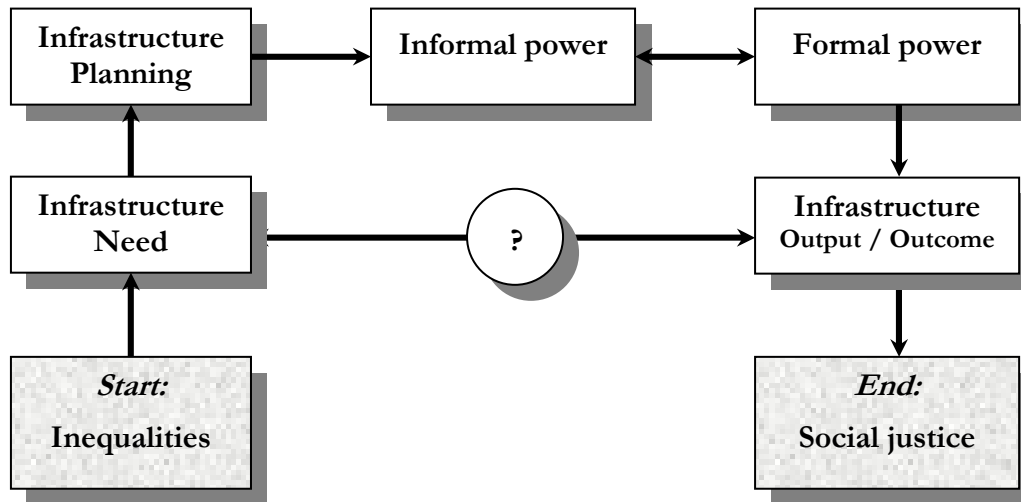 Infrastructure
Planning
Informal power
Formal power
Infrastructure
Need
?
Infrastructure
Output / Outcome
Start:
Inequalities
End:
Social justice